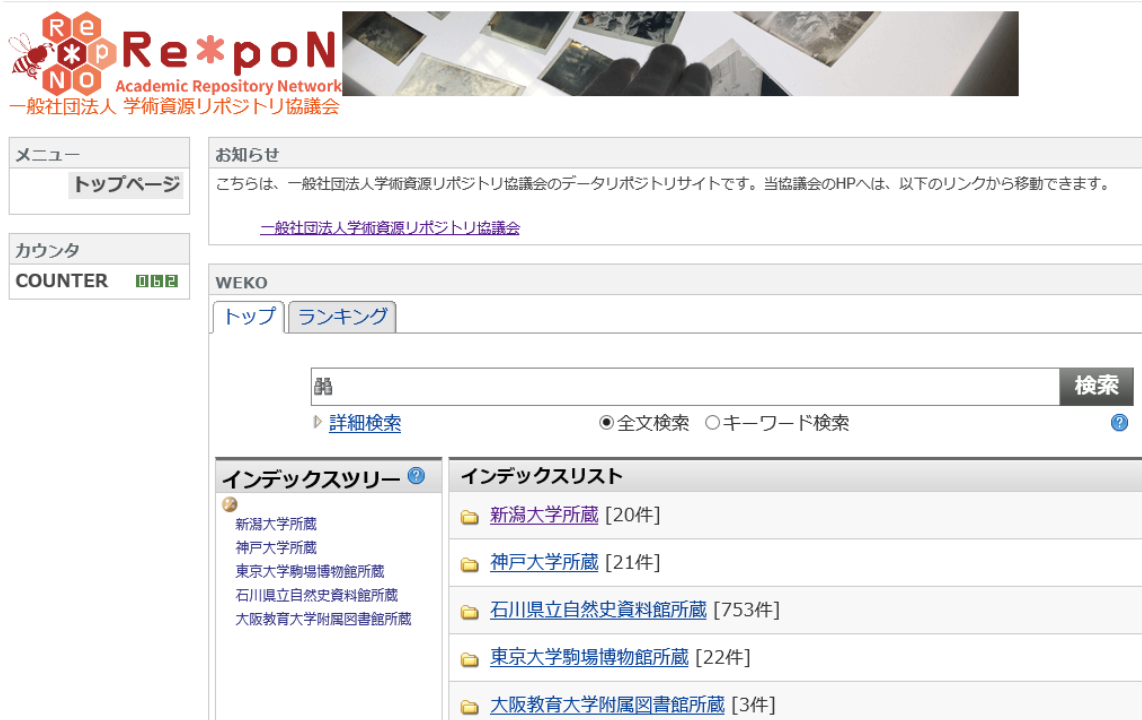 Re
Rep
NO
Re*poN
Academic Repository Network
一般社団法人 学術資源リポジトリ協議会
メニュー
トップページ
カウンタ
COUNTER 062
お知らせ
こちらは、一般社団法人学術資源リポジトリ協議会のデータリポジトリサイトです。当協議会のHPへは、以下のリンクから移動できます。
一般社団法人学術資源リポジトリ協議会
WEKO
トップ ランキング
検索
詳細検索 全文検索 キーワード検索 ?
インデックスツリー ?
新潟大学所蔵
神戸大学所蔵
東京大学駒場博物館所蔵
石川県立自然史資料館所蔵
大阪教育大学附属図書館所蔵
インデックスリスト
新潟大学所蔵 [20件]
神戸大学所蔵 [21件]
石川県立自然史資料館所蔵 [753件]
東京大学駒場博物館所蔵 [22件]
大阪教育大学附属図書館所蔵 [3件]